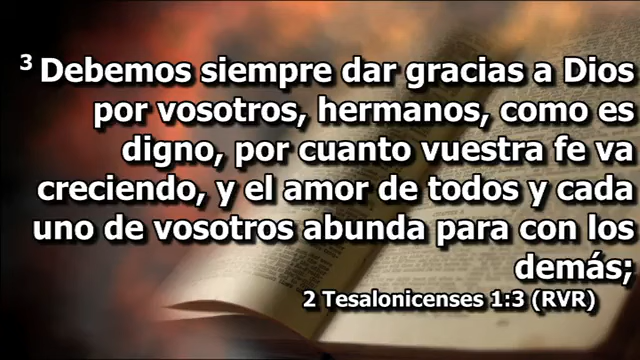 3 Debemos siempre dar gracias a Dios
por vosotros, hermanos, como es
digno, por cuanto vuestra fe va
creciendo, y el amor de todos y cada
uno de vosotros abunda para con los
demás;
2 Tesalonicenses 1:3 (RVR)